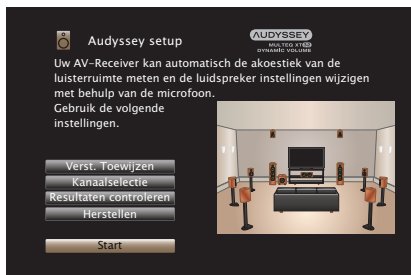 Audyssey setup
AUDYSSEY
MULTEQ XT32
DYNAMIC VOLUME
Uw AV-Receiver kan automatisch de akoestiek van de
luisterruimte meten en de luidspreker instellingen wijzigen
met behulp van de microfoon.
Gebruik de volgende
instellingen.
Verst. Toewijzen
Kanaalselectie
Resultaten controleren
Herstellen
Start